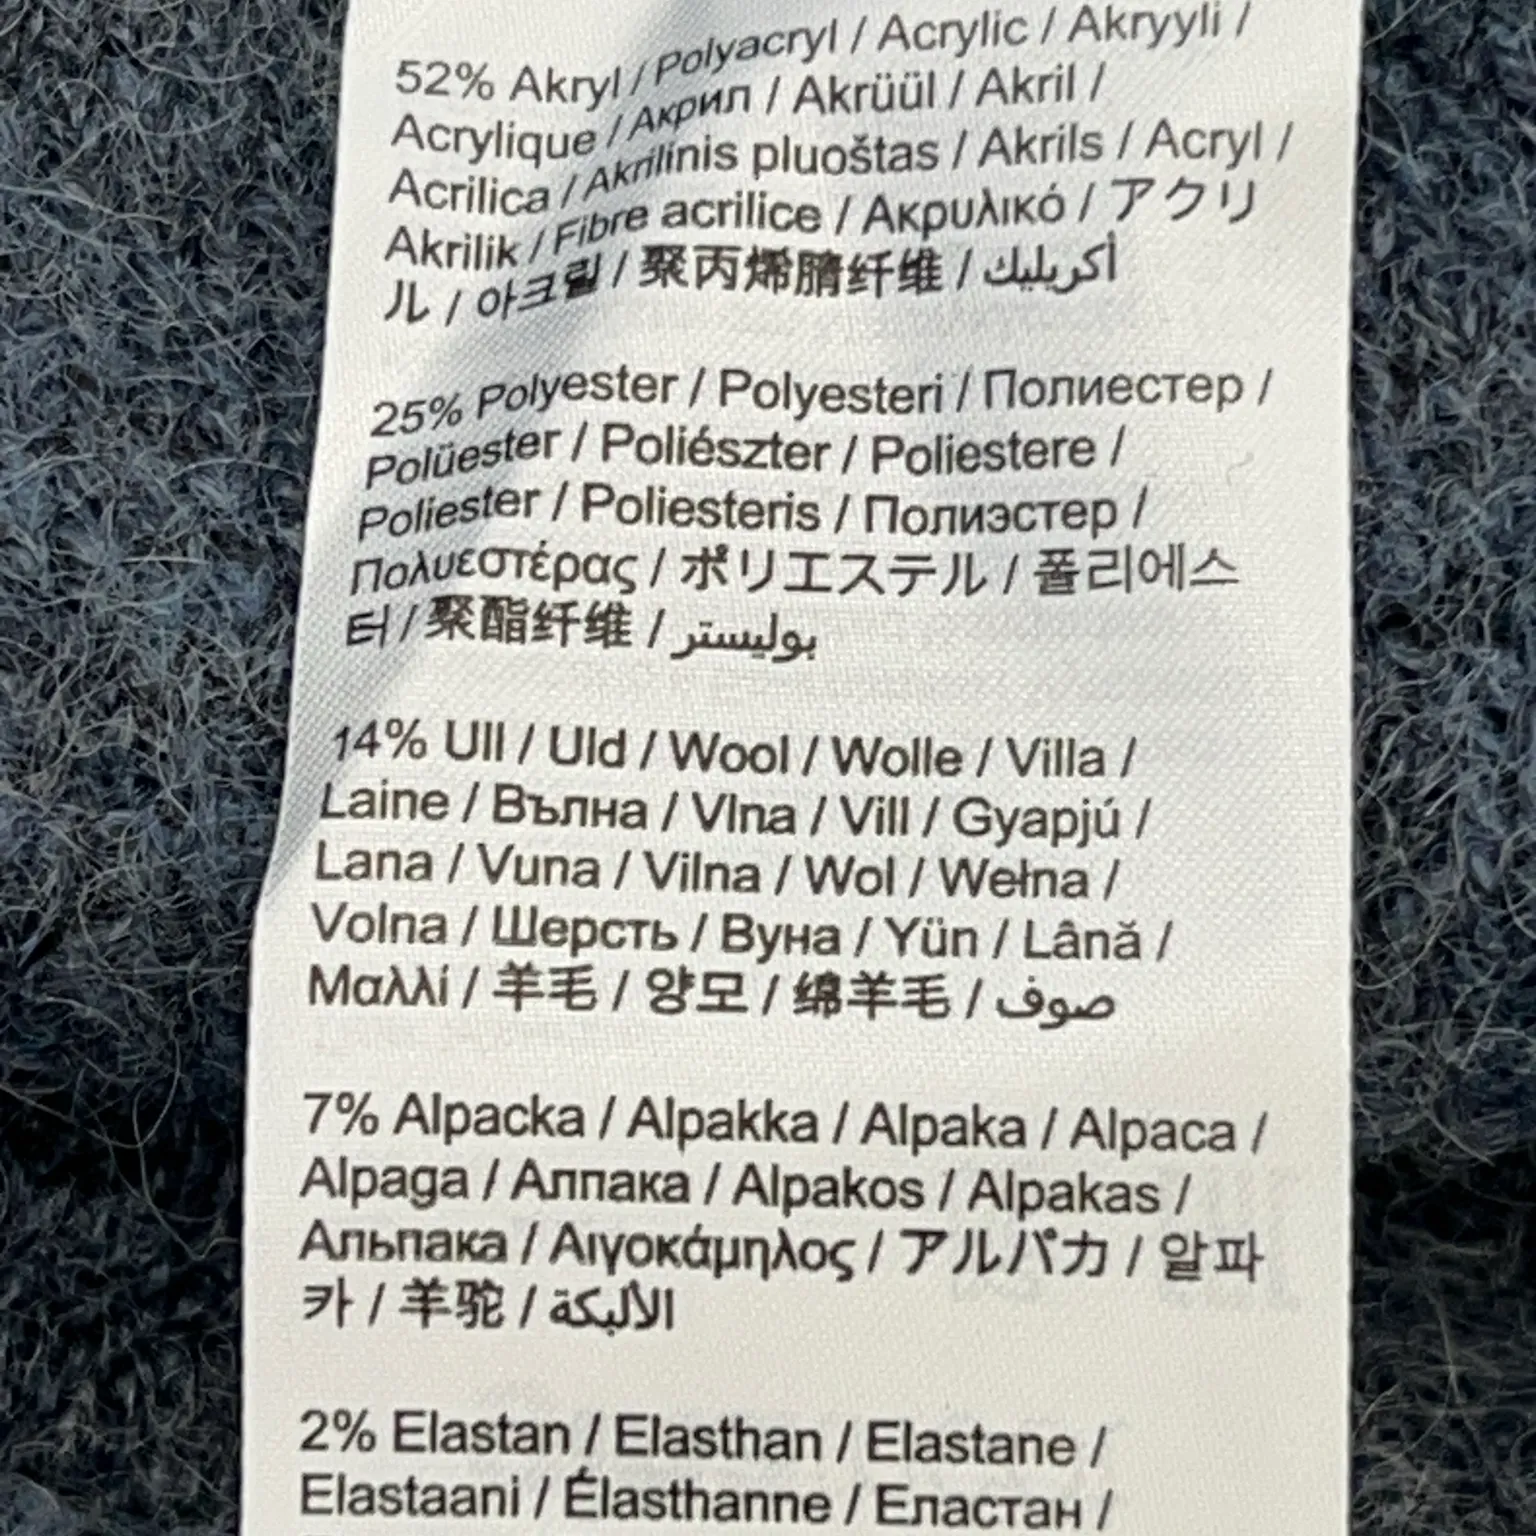 52% Akryl / Polyacryl / Acrylic / Akryyli /
Acrylique / Акрил / Akrüül / Akril /
Acrilica / Akrilinis pluoštas / Akrils / Acryl /
Akrilik / Fibre acrilice / Ακρυλικό / アクリ
ル / 아크릴 / 聚丙烯腈纤维 / أكريليك
25% Polyester / Polyesteri / Полиестер /
Polüester / Poliészter / Poliestere /
Poliester / Poliesteris / Полиэстер /
Πολυεστέρας / ポリエステル / 폴리에스
터 / 聚酯纤维 / بوليستر
14% Ull / Uld / Wool / Wolle / Villa /
Laine / Вълна / Vlna / Vill / Gyapjú /
Lana / Vuna / Vilna / Wol / Wełna /
Volna / Шерсть / Вуна / Yün / Lână /
Μαλλί / 羊毛 / 양모 / 绵羊毛 / صوف
7% Alpacka / Alpakka / Alpaka / Alpaca /
Alpaga / Алпака / Alpakos / Alpakas /
Альпака / Αιγοκάμηλος / アルパカ / 알파
카 / 羊驼 / الألبكة
2% Elastan / Elasthan / Elastane /
Elastaani / Élasthanne / Еластан /